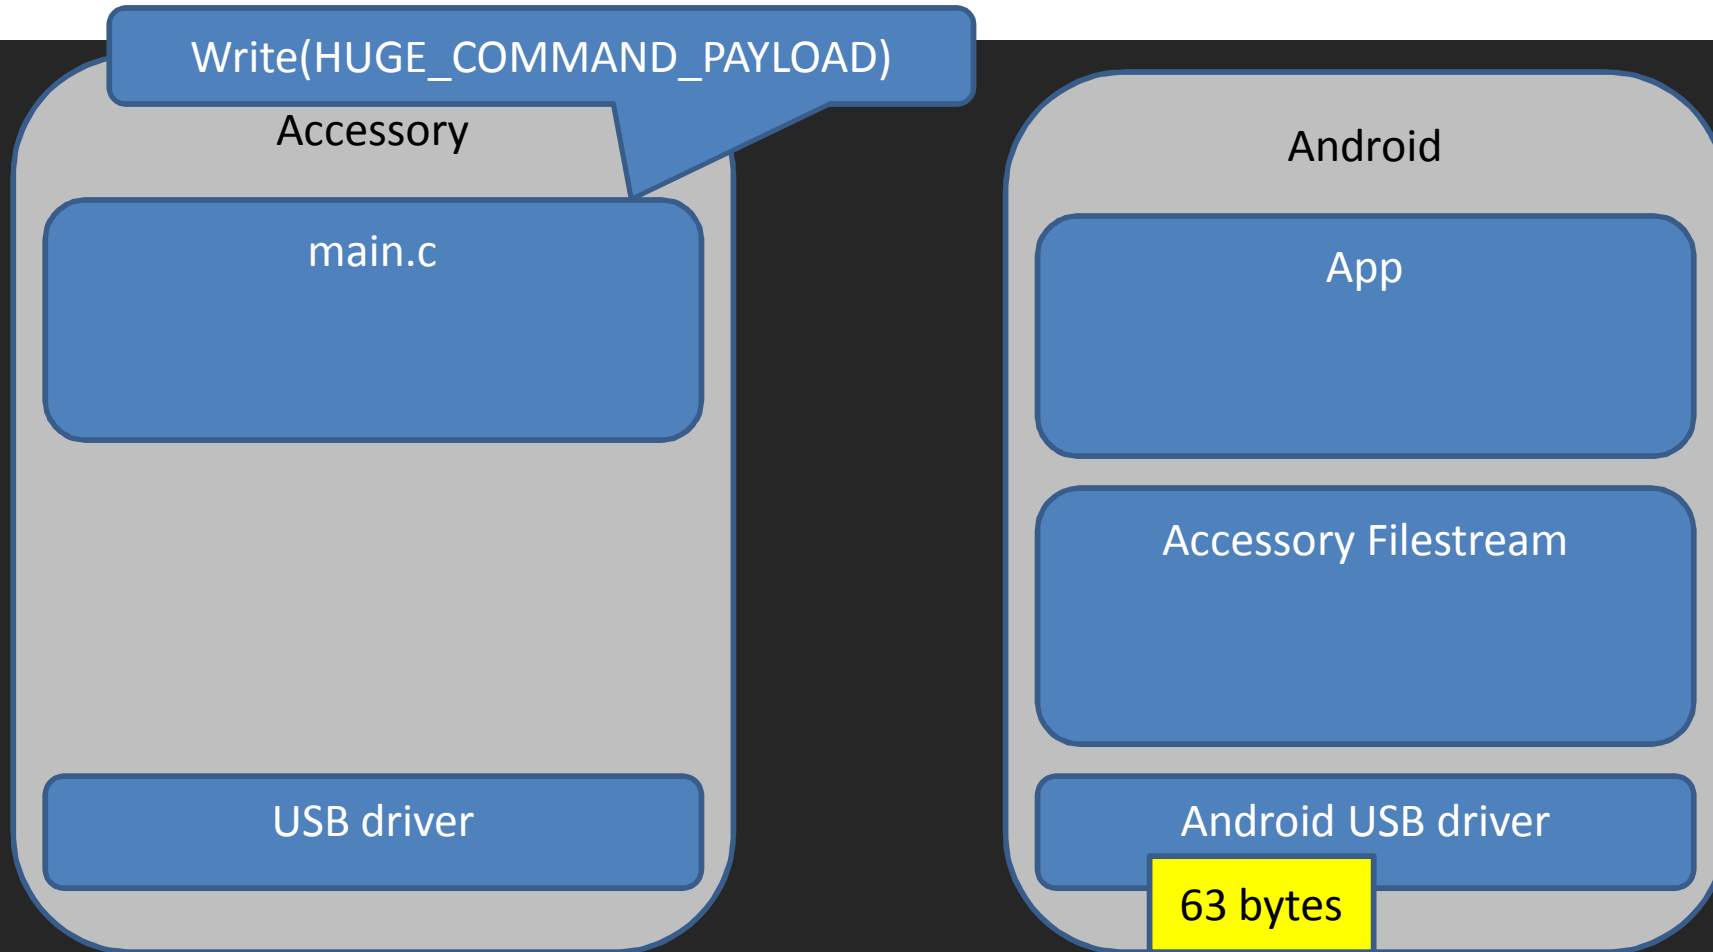 Write(HUGE_COMMAND_PAYLOAD)
Accessory
main.c
USB driver
Android
App
Accessory Filestream
Android USB driver
63 bytes